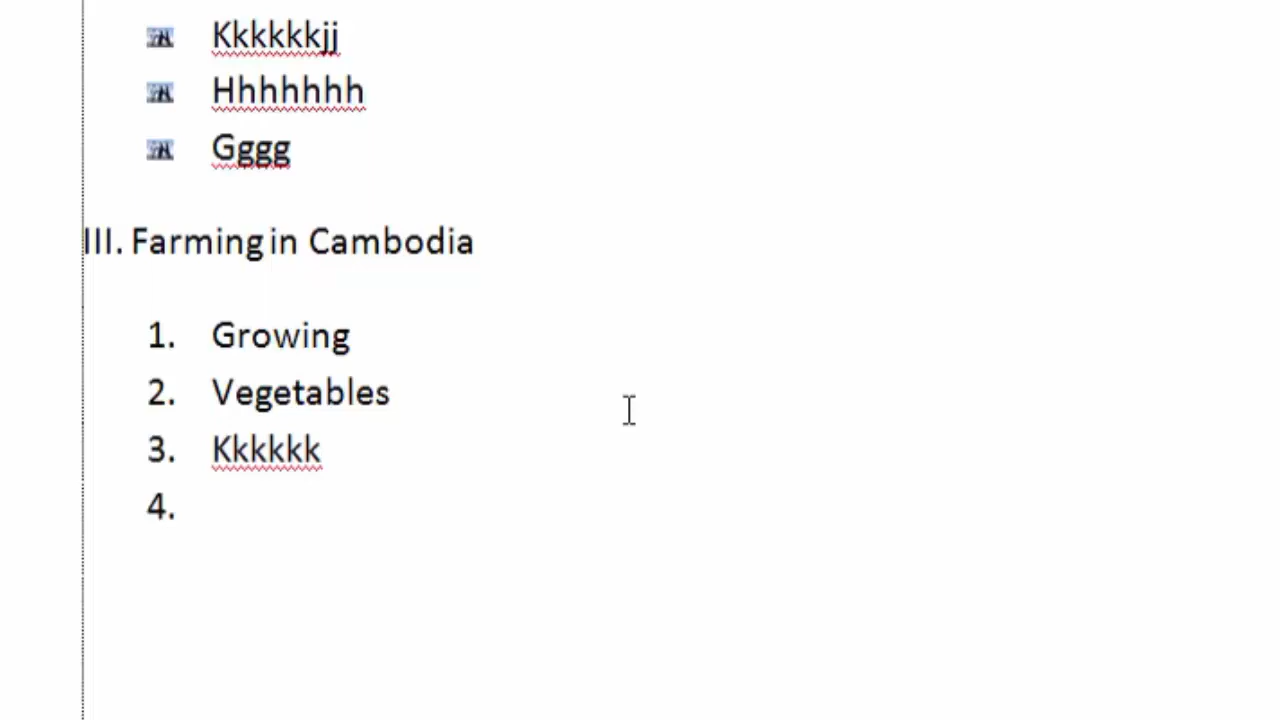 Kkkkkkjj
Hhhhhhh
Gggg
III. Farming in Cambodia
1. Growing
2. Vegetables
3. Kkkkkk
4.